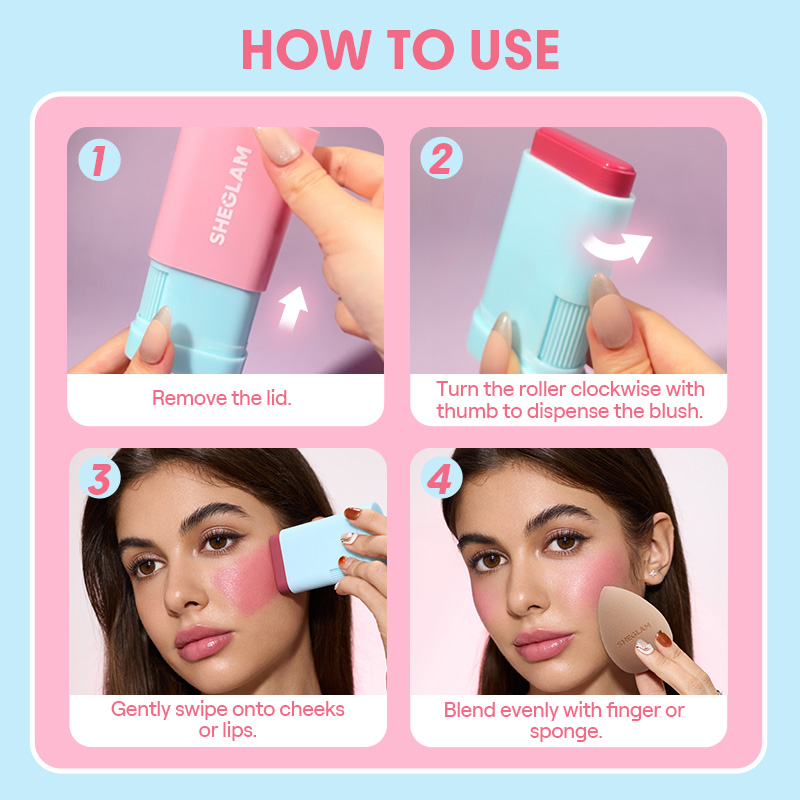 HOW TO USE
1
SHEGLAM
Remove the lid.
2
Turn the roller clockwise with
thumb to dispense the blush.
3
Gently swipe onto cheeks
or lips.
4
SHEGLAM
Blend evenly with finger or
sponge.